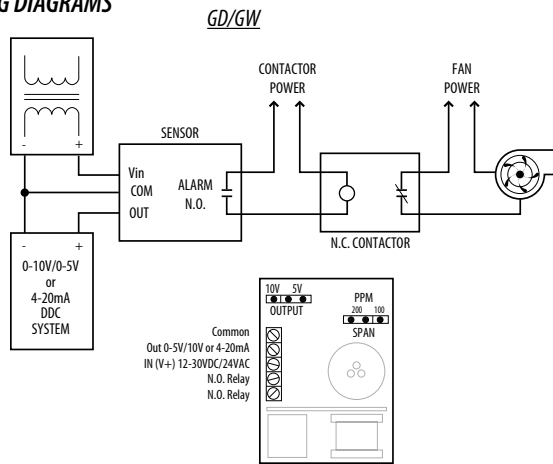 G DIAGRAMS
GD/GW
CONTACTOR
POWER
FAN
POWER
SENSOR
- +
Vin
COM
OUT
ALARM
N.O.
N.C. CONTACTOR
- +
0-10V/0-5V
or
4-20mA
DDC
SYSTEM
10V 5V
OUTPUT
PPM
200 100
SPAN
Common
Out 0-5V/10V or 4-20mA
IN (V+) 12-30VDC/24VAC
N.O. Relay
N.O. Relay